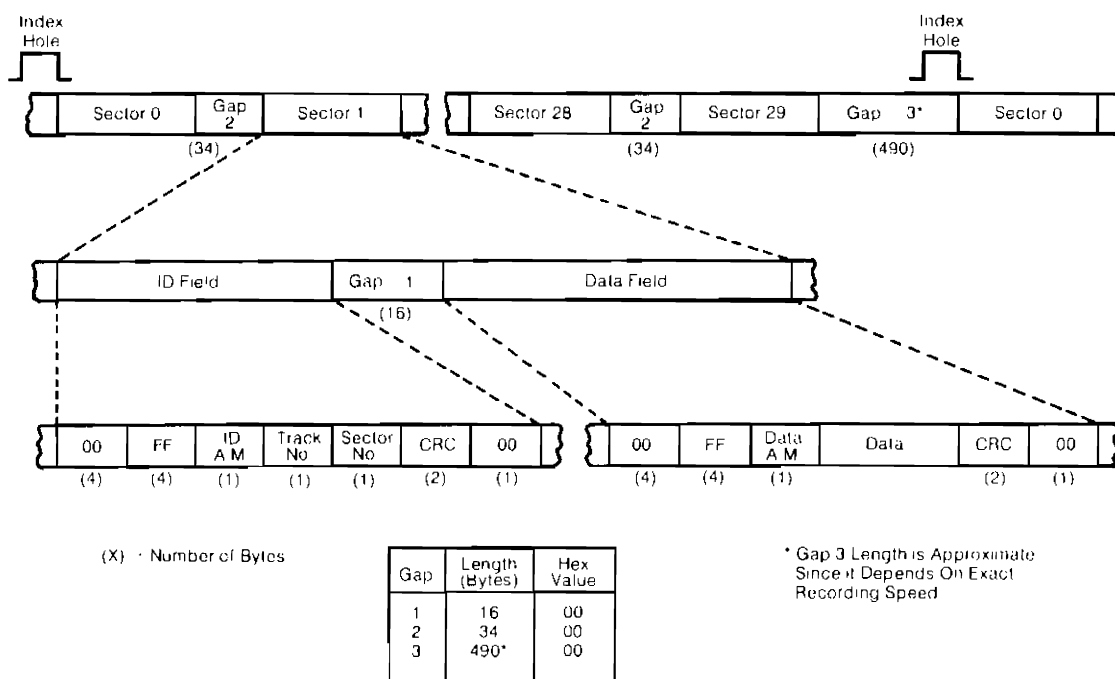 Index Hole
Index Hole
Sector 0
Gap 2
Sector 1
Sector 28
Gap 2
Sector 29
Gap 3*
Sector 0
(34)
(34)
(490)
ID Field
Gap 1
Data Field
(16)
00
FF
ID A M
Track No
Sector No
CRC
00
00
FF
Data A M
Data
CRC
00
(4)
(4)
(1)
(1)
(1)
(2)
(1)
(4)
(4)
(1)
(2)
(1)
(X) · Number of Bytes
Gap
Length (Bytes)
Hex Value
1 16 00
2 34 00
3 490* 00
* Gap 3 Length is Approximate
Since it Depends On Exact
Recording Speed